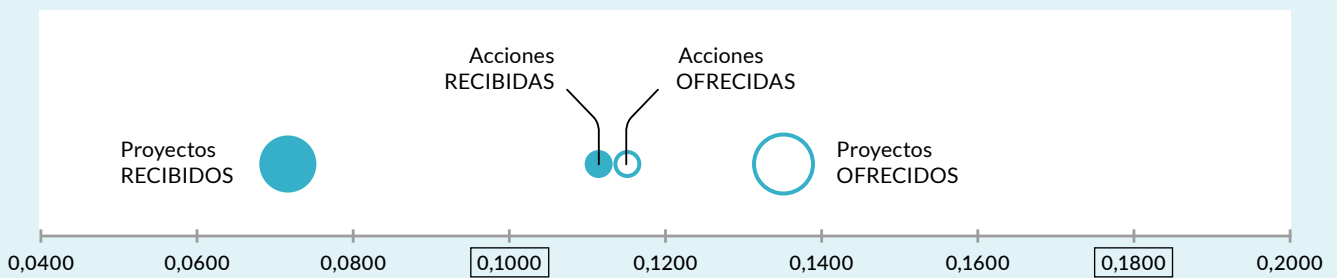 Acciones
RECIBIDAS
Acciones
OFRECIDAS
Proyectos
RECIBIDOS
Proyectos
OFRECIDOS
0,0400 0,0600 0,0800 0,1000 0,1200 0,1400 0,1600 0,1800 0,2000